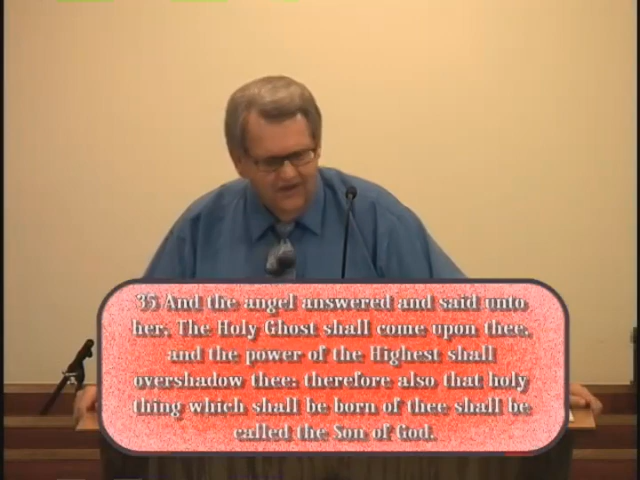 35 And the angel answered and said unto
her, The Holy Ghost shall come upon thee,
and the power of the Highest shall
overshadow thee: therefore also that holy
thing which shall be born of thee shall be
called the Son of God.